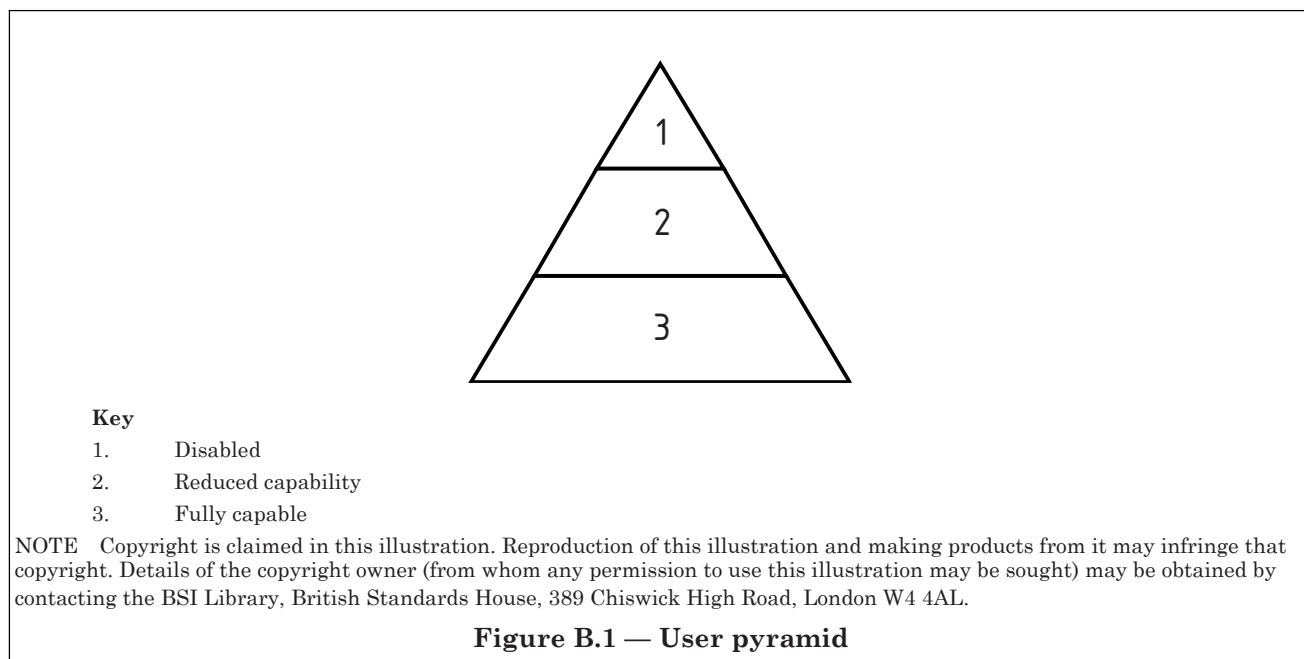 1
2
3
Key
1. Disabled
2. Reduced capability
3. Fully capable
NOTE Copyright is claimed in this illustration. Reproduction of this illustration and making products from it may infringe that
copyright. Details of the copyright owner (from whom any permission to use this illustration may be sought) may be obtained by
contacting the BSI Library, British Standards House, 389 Chiswick High Road, London W4 4AL.
Figure B.1 — User pyramid